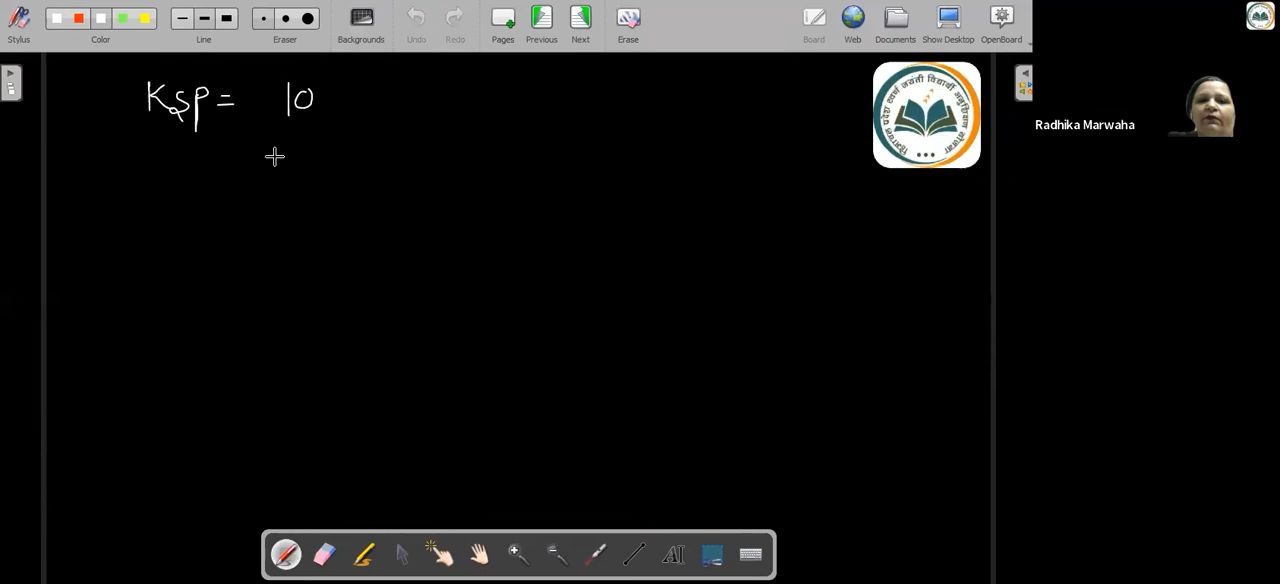 Stylus
Color
Line
Eraser
Backgrounds
Undo
Redo
Pages
Previous
Next
Erase
Board
Web
Documents
Show Desktop
OpenBoard
Ksp = 10
Radhika Marwaha
AI